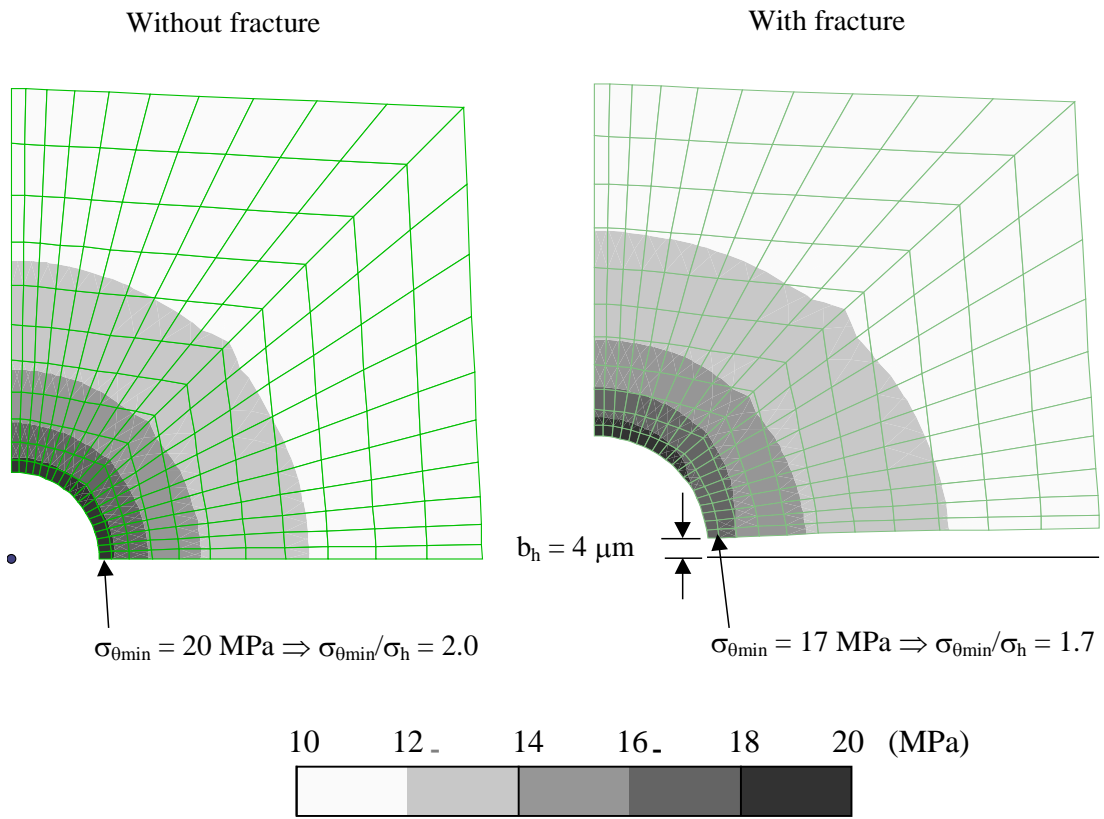 Without fracture
With fracture
b_h = 4 μm
σ_θmin = 20 MPa ⇒ σ_θmin/σ_h = 2.0
σ_θmin = 17 MPa ⇒ σ_θmin/σ_h = 1.7
10 12 - 14 16- 18 20 (MPa)